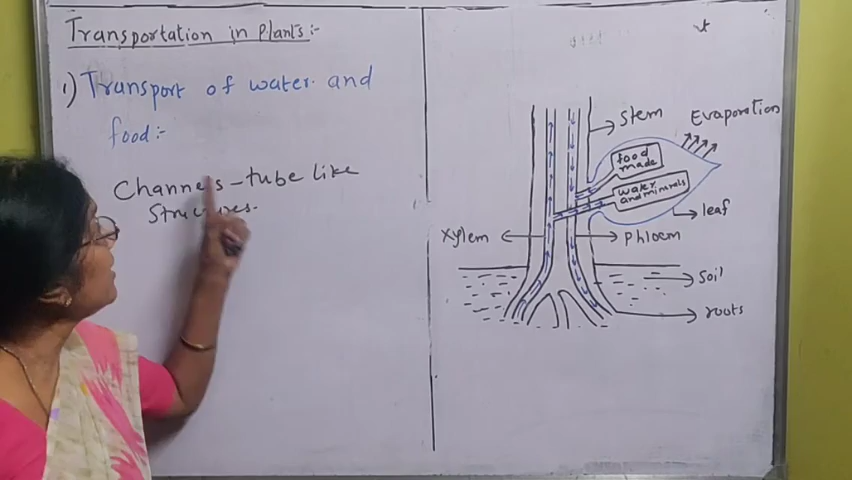 Transportation in Plants:-
1) Transport of water and
food:-
Channels - tube like
Structures.
Stem
Evaporation
food
made
water
and minerals
leaf
Xylem
Phloem
Soil
roots